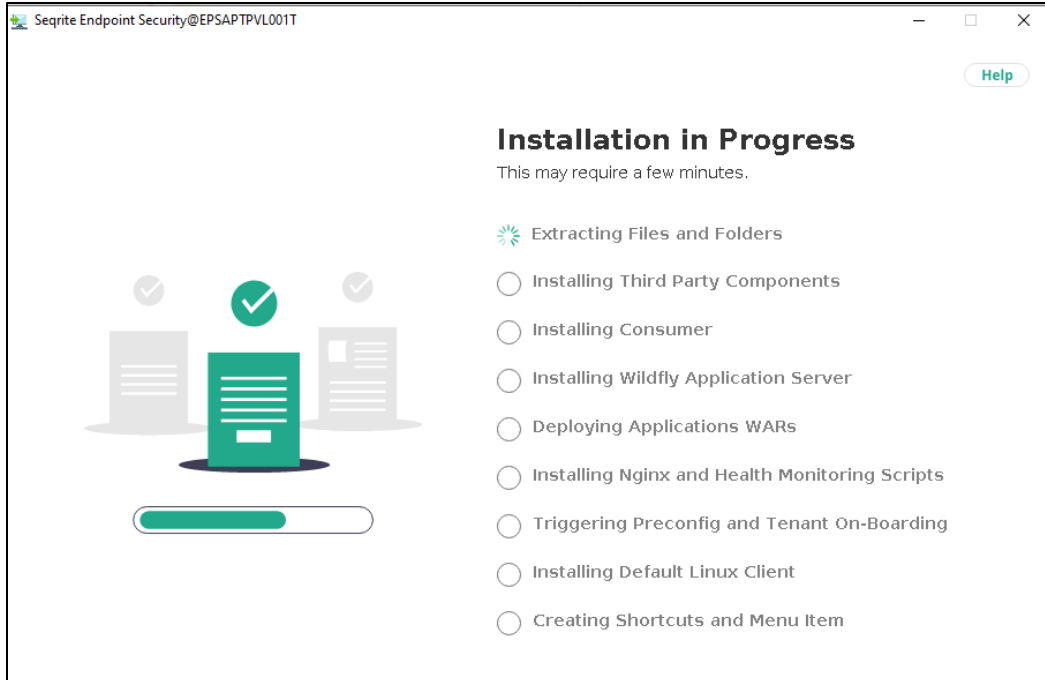 Seqrite Endpoint Security@EPSAPTPVL001T
Help
Installation in Progress
This may require a few minutes.
Extracting Files and Folders
Installing Third Party Components
Installing Consumer
Installing Wildfly Application Server
Deploying Applications WARs
Installing Nginx and Health Monitoring Scripts
Triggering Preconfig and Tenant On-Boarding
Installing Default Linux Client
Creating Shortcuts and Menu Item